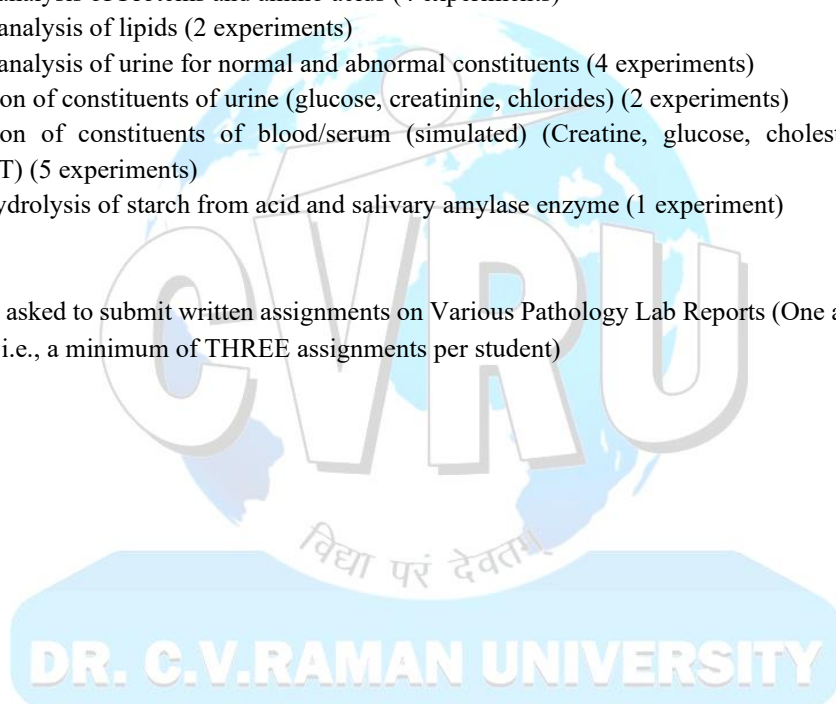 analysis of lipids (2 experiments)
analysis of urine for normal and abnormal constituents (4 experiments)
on of constituents of urine (glucose, creatinine, chlorides) (2 experiments)
on of constituents of blood/serum (simulated) (Creatine, glucose, cholest
T) (5 experiments)
ydrolysis of starch from acid and salivary amylase enzyme (1 experiment)
asked to submit written assignments on Various Pathology Lab Reports (One a
i.e., a minimum of THREE assignments per student)
CVRU
विद्या परं देवतम्
DR. C.V.RAMAN UNIVERSITY